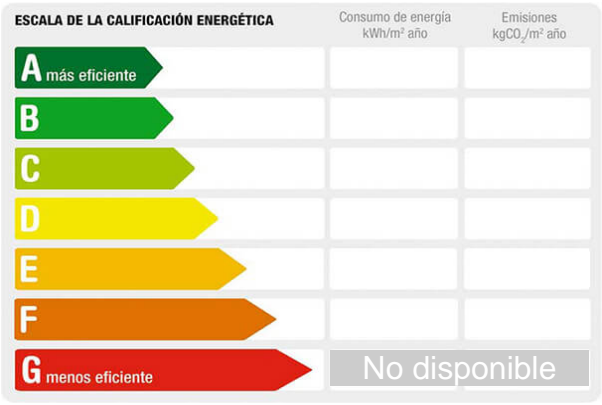 ESCALA DE LA CALIFICACIÓN ENERGÉTICA
Consumo de energía
kWh/m² año
Emisiones
kgCO₂/m² año
A más eficiente
B
C
D
E
F
G menos eficiente
No disponible